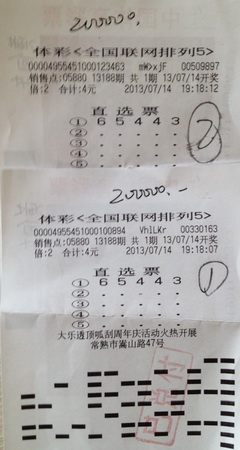 200000.
体彩<全国联网排列5>
000049554510001​23463 mWxjF 00509897
销售点:05880 13188期 共1期 13/07/14开奖
倍:2 合计:4元 2013/07/14 19:18:12
直选票
① 6 5 4 4 3
② . . . . .
③ . . . . .
④ . . . . .
⑤ . . . . .
2
200000.-
体彩<全国联网排列5>
00004955451000100894 VhlLKr 00330163
销售点:05880 13188期 共1期 13/07/14开奖
倍:2 合计:4元 2013/07/14 19:18:07
直选票
① 6 5 4 4 3
② . . . . .
③ . . . . .
④ . . . . .
⑤ . . . . .
1
大乐透顶呱刮周年庆活动火热开展
常熟市嵩山路47号